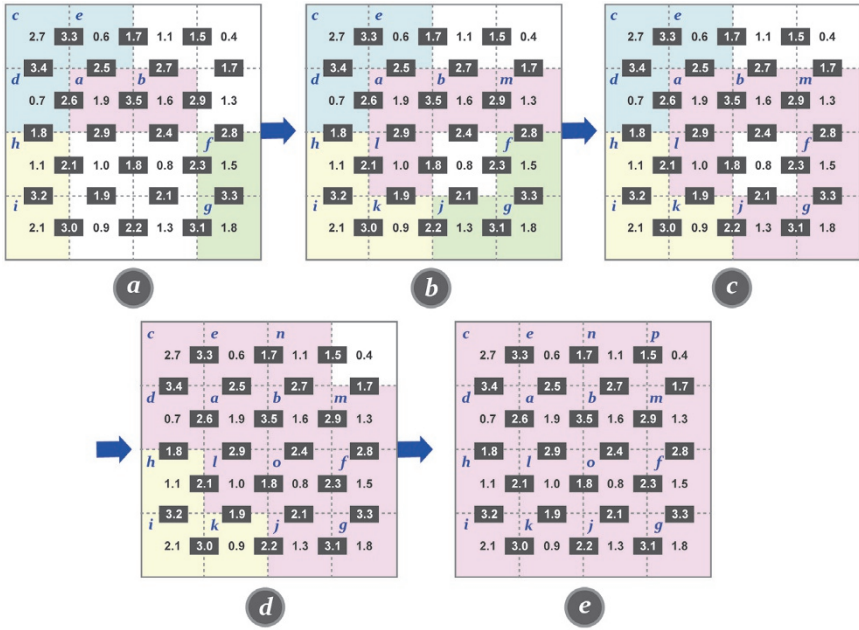 c e
2.7 3.3 0.6 1.7 1.1 1.5 0.4
3.4 2.5 2.7 1.7
d a b
0.7 2.6 1.9 3.5 1.6 2.9 1.3
1.8 2.9 2.4 2.8
h f
1.1 2.1 1.0 1.8 0.8 2.3 1.5
3.2 1.9 2.1 3.3
i g
2.1 3.0 0.9 2.2 1.3 3.1 1.8
a
c e
2.7 3.3 0.6 1.7 1.1 1.5 0.4
3.4 2.5 2.7 1.7
d a b m
0.7 2.6 1.9 3.5 1.6 2.9 1.3
1.8 2.9 2.4 2.8
h l f
1.1 2.1 1.0 1.8 0.8 2.3 1.5
3.2 1.9 2.1 3.3
i k j g
2.1 3.0 0.9 2.2 1.3 3.1 1.8
b
c e
2.7 3.3 0.6 1.7 1.1 1.5 0.4
3.4 2.5 2.7 1.7
d a b m
0.7 2.6 1.9 3.5 1.6 2.9 1.3
1.8 2.9 2.4 2.8
h l f
1.1 2.1 1.0 1.8 0.8 2.3 1.5
3.2 1.9 2.1 3.3
i k j g
2.1 3.0 0.9 2.2 1.3 3.1 1.8
c
c e n
2.7 3.3 0.6 1.7 1.1 1.5 0.4
3.4 2.5 2.7 1.7
d a b m
0.7 2.6 1.9 3.5 1.6 2.9 1.3
1.8 2.9 2.4 2.8
h l o f
1.1 2.1 1.0 1.8 0.8 2.3 1.5
3.2 1.9 2.1 3.3
i k j g
2.1 3.0 0.9 2.2 1.3 3.1 1.8
d
c e n p
2.7 3.3 0.6 1.7 1.1 1.5 0.4
3.4 2.5 2.7 1.7
d a b m
0.7 2.6 1.9 3.5 1.6 2.9 1.3
1.8 2.9 2.4 2.8
h l o f
1.1 2.1 1.0 1.8 0.8 2.3 1.5
3.2 1.9 2.1 3.3
i k j g
2.1 3.0 0.9 2.2 1.3 3.1 1.8
e